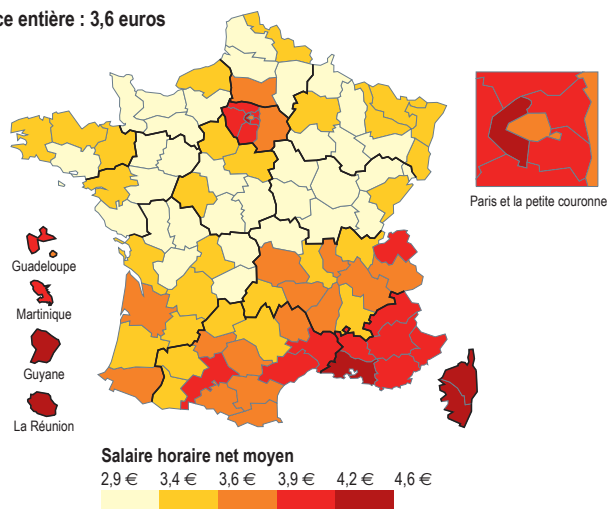 ce entière : 3,6 euros
Paris et la petite couronne
Guadeloupe
Martinique
Guyane
La Réunion
Salaire horaire net moyen
2,9 € 3,4 € 3,6 € 3,9 € 4,2 € 4,6 €